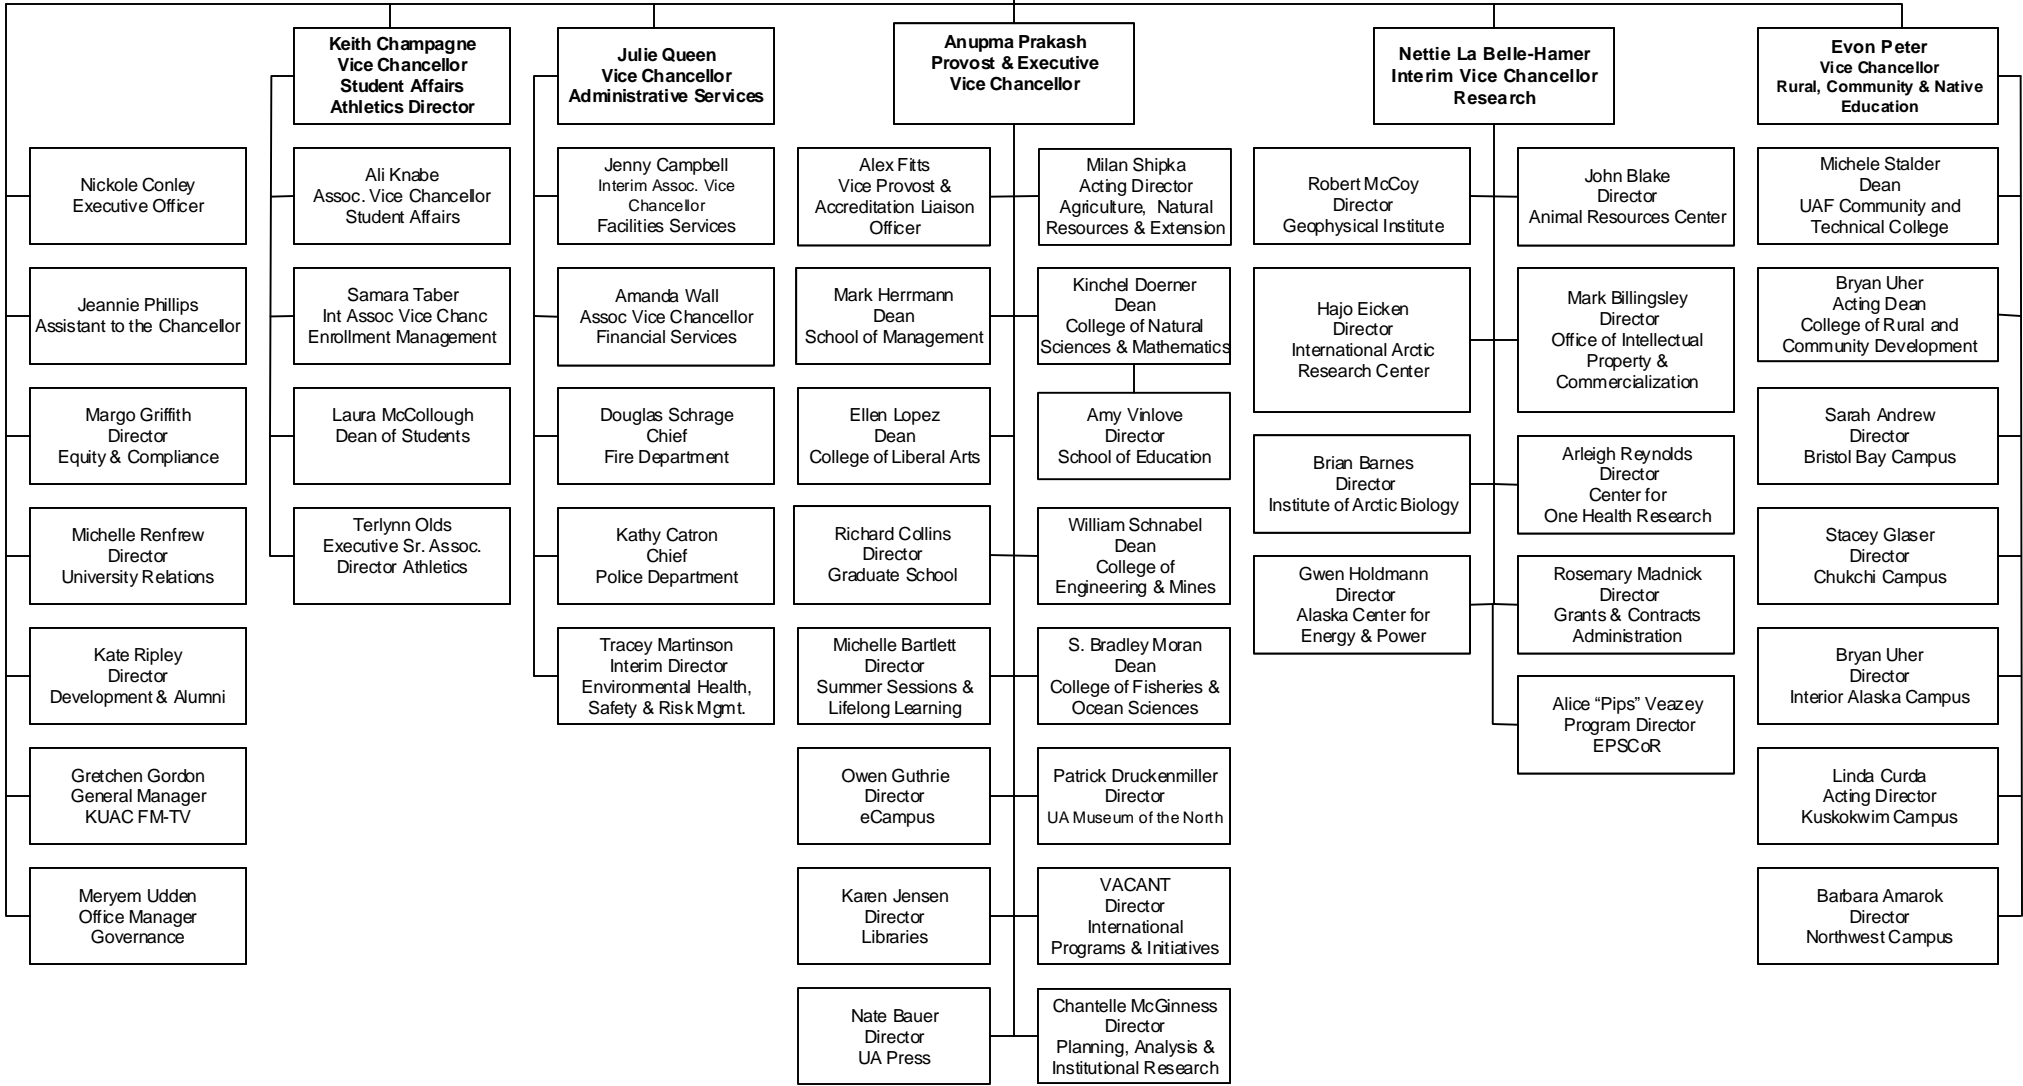 Keith Champagne
Vice Chancellor
Student Affairs
Athletics Director
Julie Queen
Vice Chancellor
Administrative Services
Anupma Prakash
Provost & Executive
Vice Chancellor
Nettie La Belle-Hamer
Interim Vice Chancellor
Research
Evon Peter
Vice Chancellor
Rural, Community & Native
Education
Nickole Conley
Executive Officer
Jeannie Phillips
Assistant to the Chancellor
Margo Griffith
Director
Equity & Compliance
Michelle Renfrew
Director
University Relations
Kate Ripley
Director
Development & Alumni
Gretchen Gordon
General Manager
KUAC FM-TV
Meryem Udden
Office Manager
Governance
Ali Knabe
Assoc. Vice Chancellor
Student Affairs
Samara Taber
Int Assoc Vice Chanc
Enrollment Management
Laura McCollough
Dean of Students
Terlynn Olds
Executive Sr. Assoc.
Director Athletics
Jenny Campbell
Interim Assoc. Vice
Chancellor
Facilities Services
Amanda Wall
Assoc Vice Chancellor
Financial Services
Douglas Schrage
Chief
Fire Department
Kathy Catron
Chief
Police Department
Tracey Martinson
Interim Director
Environmental Health,
Safety & Risk Mgmt.
Alex Fitts
Vice Provost &
Accreditation Liaison
Officer
Mark Herrmann
Dean
School of Management
Ellen Lopez
Dean
College of Liberal Arts
Richard Collins
Director
Graduate School
Michelle Bartlett
Director
Summer Sessions &
Lifelong Learning
Owen Guthrie
Director
eCampus
Karen Jensen
Director
Libraries
Nate Bauer
Director
UA Press
Milan Shipka
Acting Director
Agriculture, Natural
Resources & Extension
Kinchel Doerner
Dean
College of Natural
Sciences & Mathematics
Amy Vinlove
Director
School of Education
William Schnabel
Dean
College of
Engineering & Mines
S. Bradley Moran
Dean
College of Fisheries &
Ocean Sciences
Patrick Druckenmiller
Director
UA Museum of the North
VACANT
Director
International
Programs & Initiatives
Chantelle McGinness
Director
Planning, Analysis &
Institutional Research
Robert McCoy
Director
Geophysical Institute
Hajo Eicken
Director
International Arctic
Research Center
Brian Barnes
Director
Institute of Arctic Biology
Gwen Holdmann
Director
Alaska Center for
Energy & Power
John Blake
Director
Animal Resources Center
Mark Billingsley
Director
Office of Intellectual
Property &
Commercialization
Arleigh Reynolds
Director
Center for
One Health Research
Rosemary Madnick
Director
Grants & Contracts
Administration
Alice “Pips” Veazey
Program Director
EPSCoR
Michele Stalder
Dean
UAF Community and
Technical College
Bryan Uher
Acting Dean
College of Rural and
Community Development
Sarah Andrew
Director
Bristol Bay Campus
Stacey Glaser
Director
Chukchi Campus
Bryan Uher
Director
Interior Alaska Campus
Linda Curda
Acting Director
Kuskokwim Campus
Barbara Amarok
Director
Northwest Campus